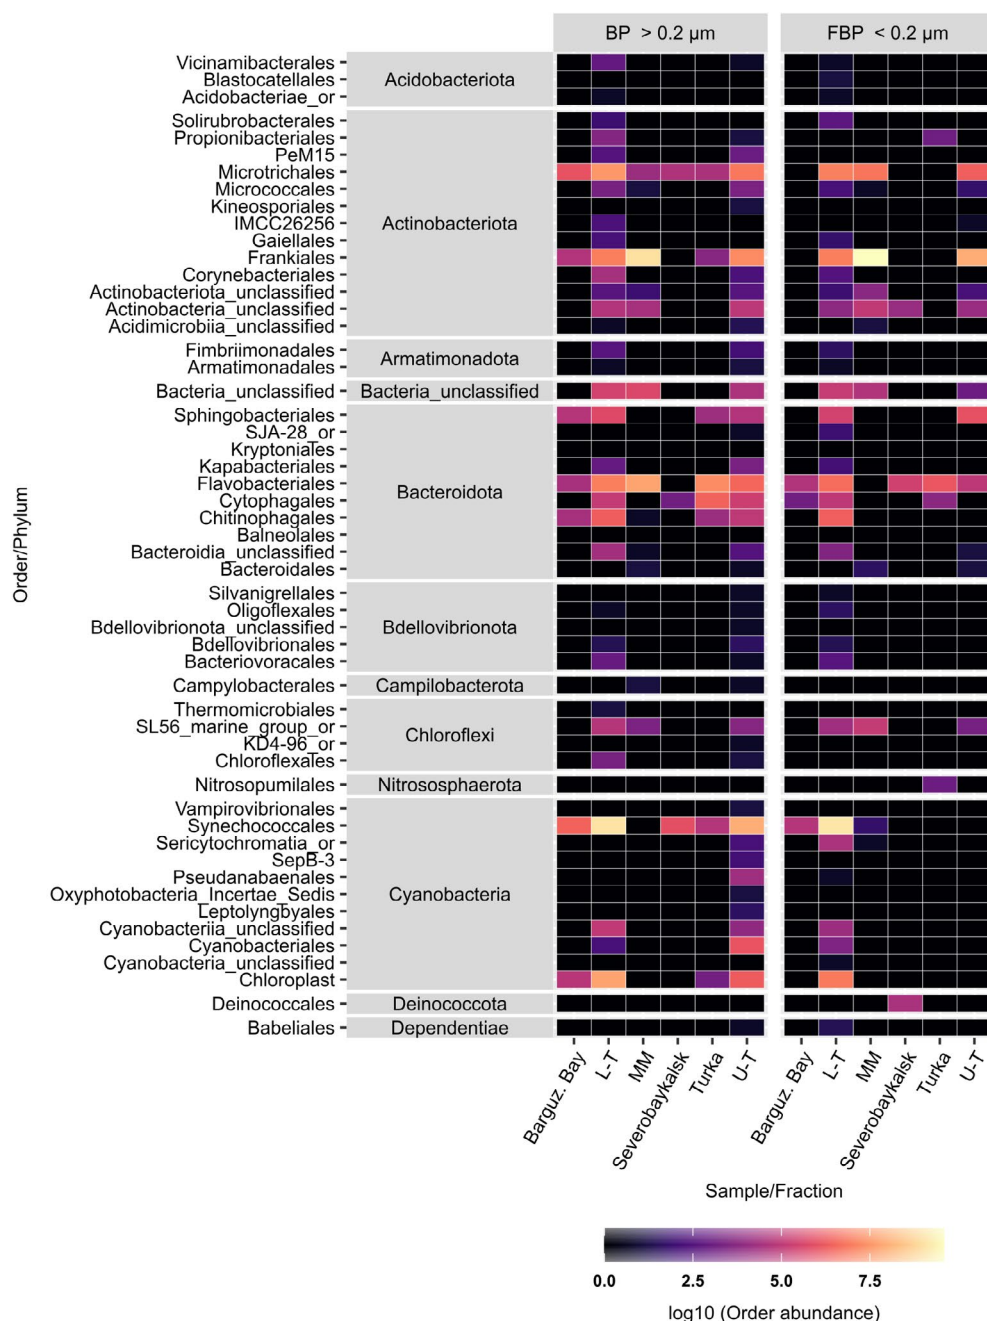 BP > 0.2 µm
FBP < 0.2 µm
Vicinamibacterales
Blastocatellales
Acidobacteriae_or
Acidobacteriota
Solirubrobacterales
Propionibacteriales
PeM15
Microtrichales
Micrococcales
Kineosporiales
IMCC26256
Gaiellales
Frankiales
Corynebacteriales
Actinobacteriota_unclassified
Actinobacteria_unclassified
Acidimicrobiia_unclassified
Actinobacteriota
Fimbriimonadales
Armatimonadales
Armatimonadota
Bacteria_unclassified
Bacteria_unclassified
Sphingobacteriales
SJA-28_or
Kryptoniales
Kapabacteriales
Flavobacteriales
Cytophagales
Chitinophagales
Balneolales
Bacteroidia_unclassified
Bacteroidales
Bacteroidota
Silvanigrellales
Oligoflexales
Bdellovibrionota_unclassified
Bdellovibrionales
Bacteriovoracales
Bdellovibrionota
Campylobacterales
Campilobacterota
Thermomicrobiales
SL56_marine_group_or
KD4-96_or
Chloroflexales
Chloroflexi
Nitrosopumilales
Nitrososphaerota
Vampirovibrionales
Synechococcales
Sericytochromatia_or
SepB-3
Pseudanabaenales
Oxyphotobacteria_Incertae_Sedis
Leptolyngbyales
Cyanobacteriia_unclassified
Cyanobacteriales
Cyanobacteria_unclassified
Chloroplast
Cyanobacteria
Deinococcales
Deinococcota
Babeliales
Dependentiae
Order/Phylum
Barguz. Bay
L-T
MM
Severobaykalsk
Turka
U-T
Barguz. Bay
L-T
MM
Severobaykalsk
Turka
U-T
Sample/Fraction
0.0 2.5 5.0 7.5
log10 (Order abundance)